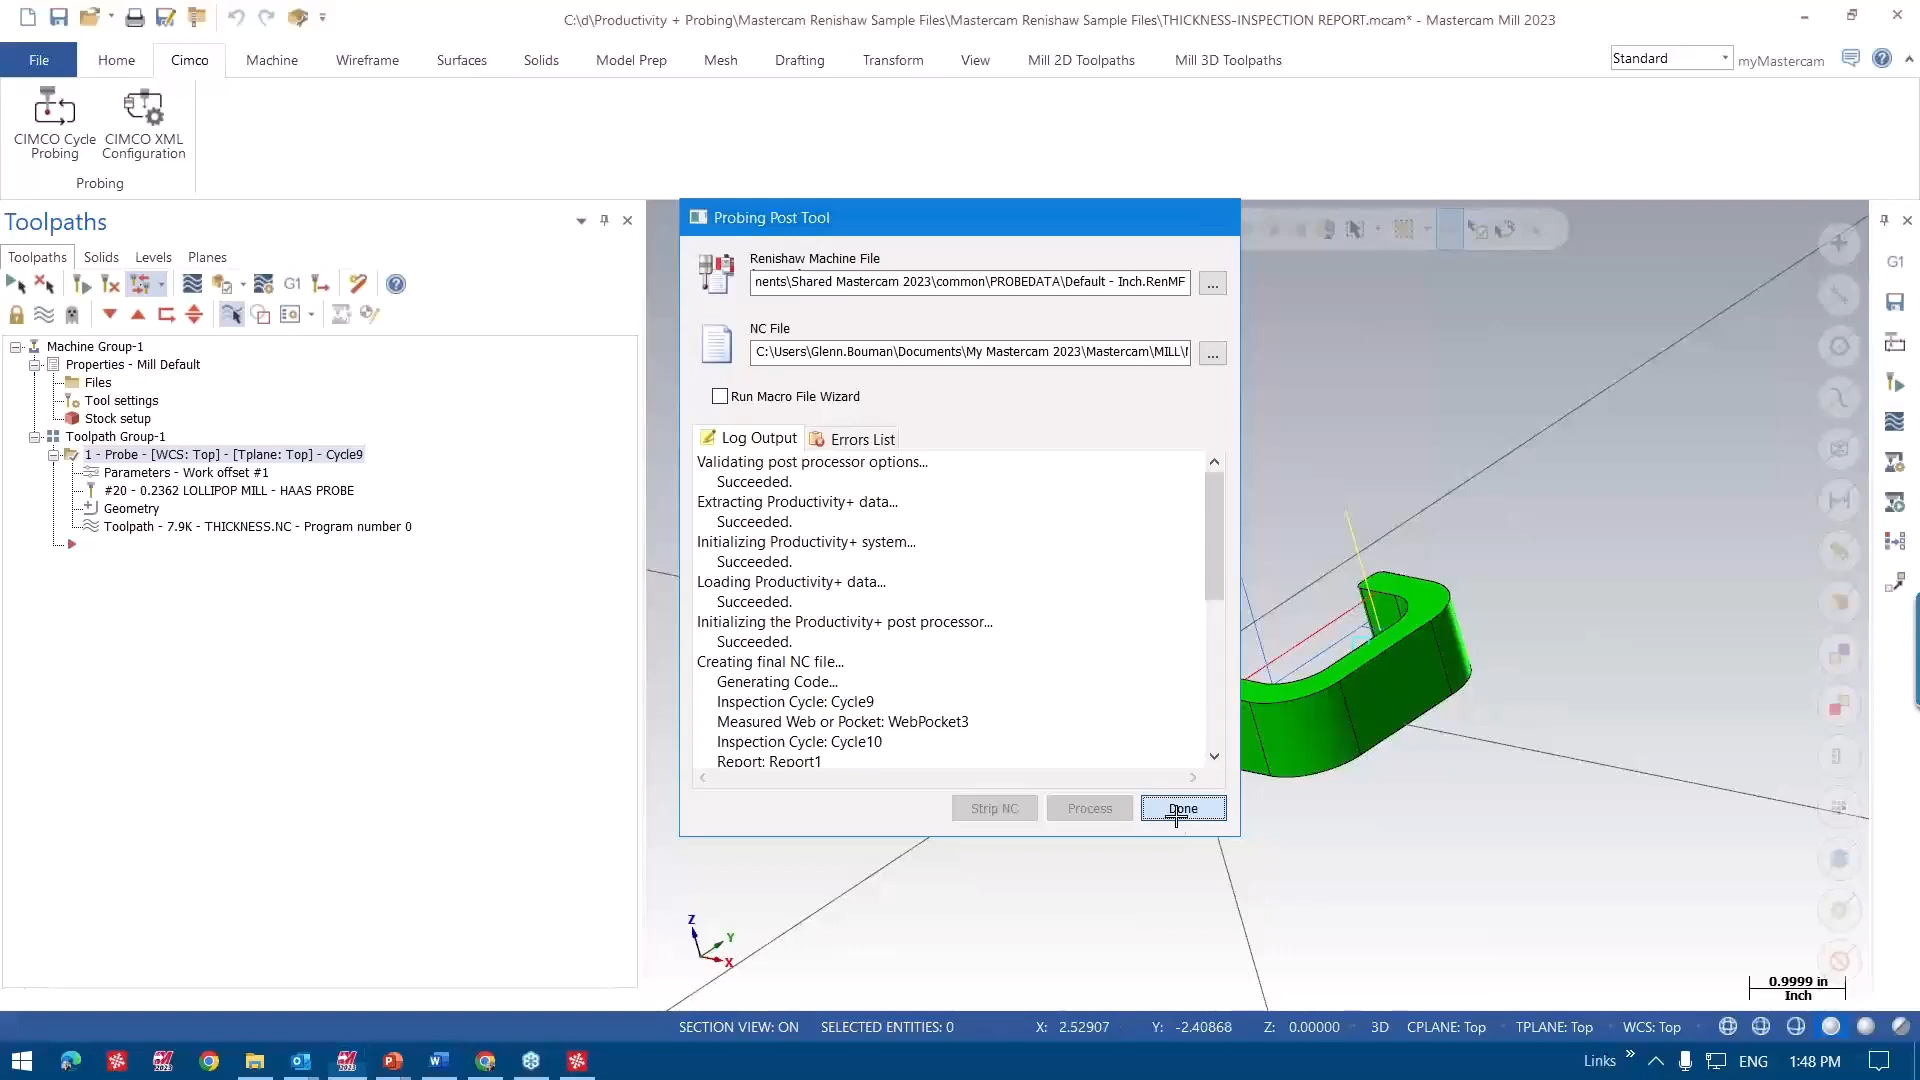 C:\d\Productivity + Probing\Mastercam Renishaw Sample Files\Mastercam Renishaw Sample Files\THICKNESS-INSPECTION REPORT.mcam* - Mastercam Mill 2023
File
Home
Cimco
Machine
Wireframe
Surfaces
Solids
Model Prep
Mesh
Drafting
Transform
View
Mill 2D Toolpaths
Mill 3D Toolpaths
Standard
myMastercam
CIMCO Cycle Probing
CIMCO XML Configuration
Probing
Toolpaths
Toolpaths
Solids
Levels
Planes
G1
Machine Group-1
Properties - Mill Default
Files
Tool settings
Stock setup
Toolpath Group-1
1 - Probe - [WCS: Top] - [Tplane: Top] - Cycle9
Parameters - Work offset #1
#20 - 0.2362 LOLLIPOP MILL - HAAS PROBE
Geometry
Toolpath - 7.9K - THICKNESS.NC - Program number 0
Probing Post Tool
Renishaw Machine File
nents\Shared Mastercam 2023\common\PROBEDATA\Default - Inch.RenMF
...
NC File
C:\Users\Glenn.Bouman\Documents\My Mastercam 2023\Mastercam\MILL\
...
Run Macro File Wizard
Log Output
Errors List
Validating post processor options...
Succeeded.
Extracting Productivity+ data...
Succeeded.
Initializing Productivity+ system...
Succeeded.
Loading Productivity+ data...
Succeeded.
Initializing the Productivity+ post processor...
Succeeded.
Creating final NC file...
Generating Code...
Inspection Cycle: Cycle9
Measured Web or Pocket: WebPocket3
Inspection Cycle: Cycle10
Report: Report1
Strip NC
Process
Done
G1
Z
Y
X
0.9999 in
Inch
SECTION VIEW: ON
SELECTED ENTITIES: 0
X: 2.52907
Y: -2.40868
Z: 0.00000
3D
CPLANE: Top
TPLANE: Top
WCS: Top
Links
ENG
1:48 PM